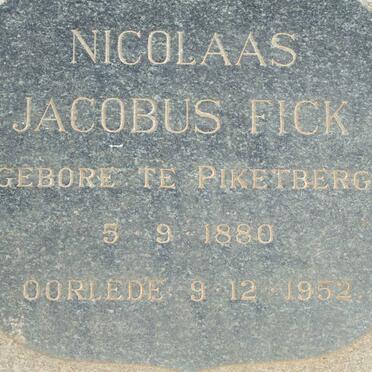 NICOLAAS
JACOBUS FICK
GEBORE TE PIKETBERG
5 · 9 · 1880
OORLEDE 9·12·1952.